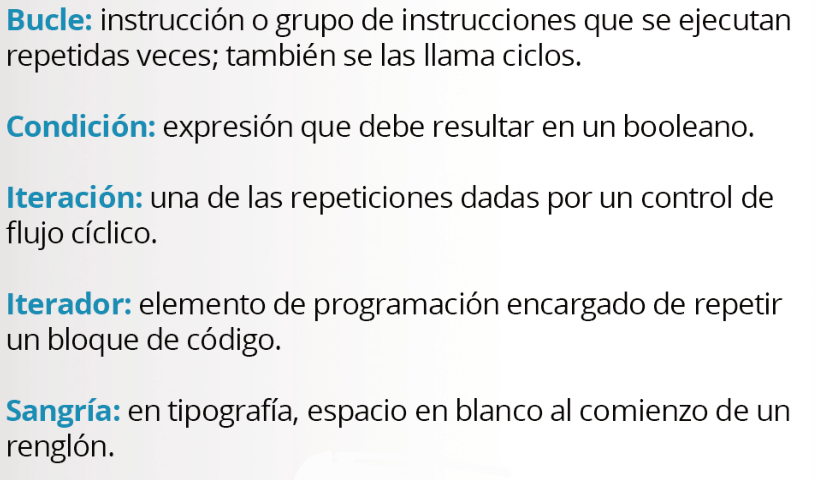 Bucle: instrucción o grupo de instrucciones que se ejecutan
repetidas veces; también se las llama ciclos.
Condición: expresión que debe resultar en un booleano.
Iteración: una de las repeticiones dadas por un control de
flujo cíclico.
Iterador: elemento de programación encargado de repetir
un bloque de código.
Sangría: en tipografía, espacio en blanco al comienzo de un
renglón.